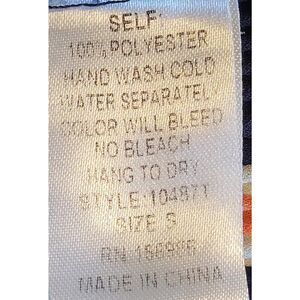 SELF:
100% POLYESTER
HAND WASH COLD
WATER SEPARATELY
COLOR WILL BLEED
NO BLEACH
HANG TO DRY
STYLE: 104871
SIZE S
RN
MADE IN CHINA